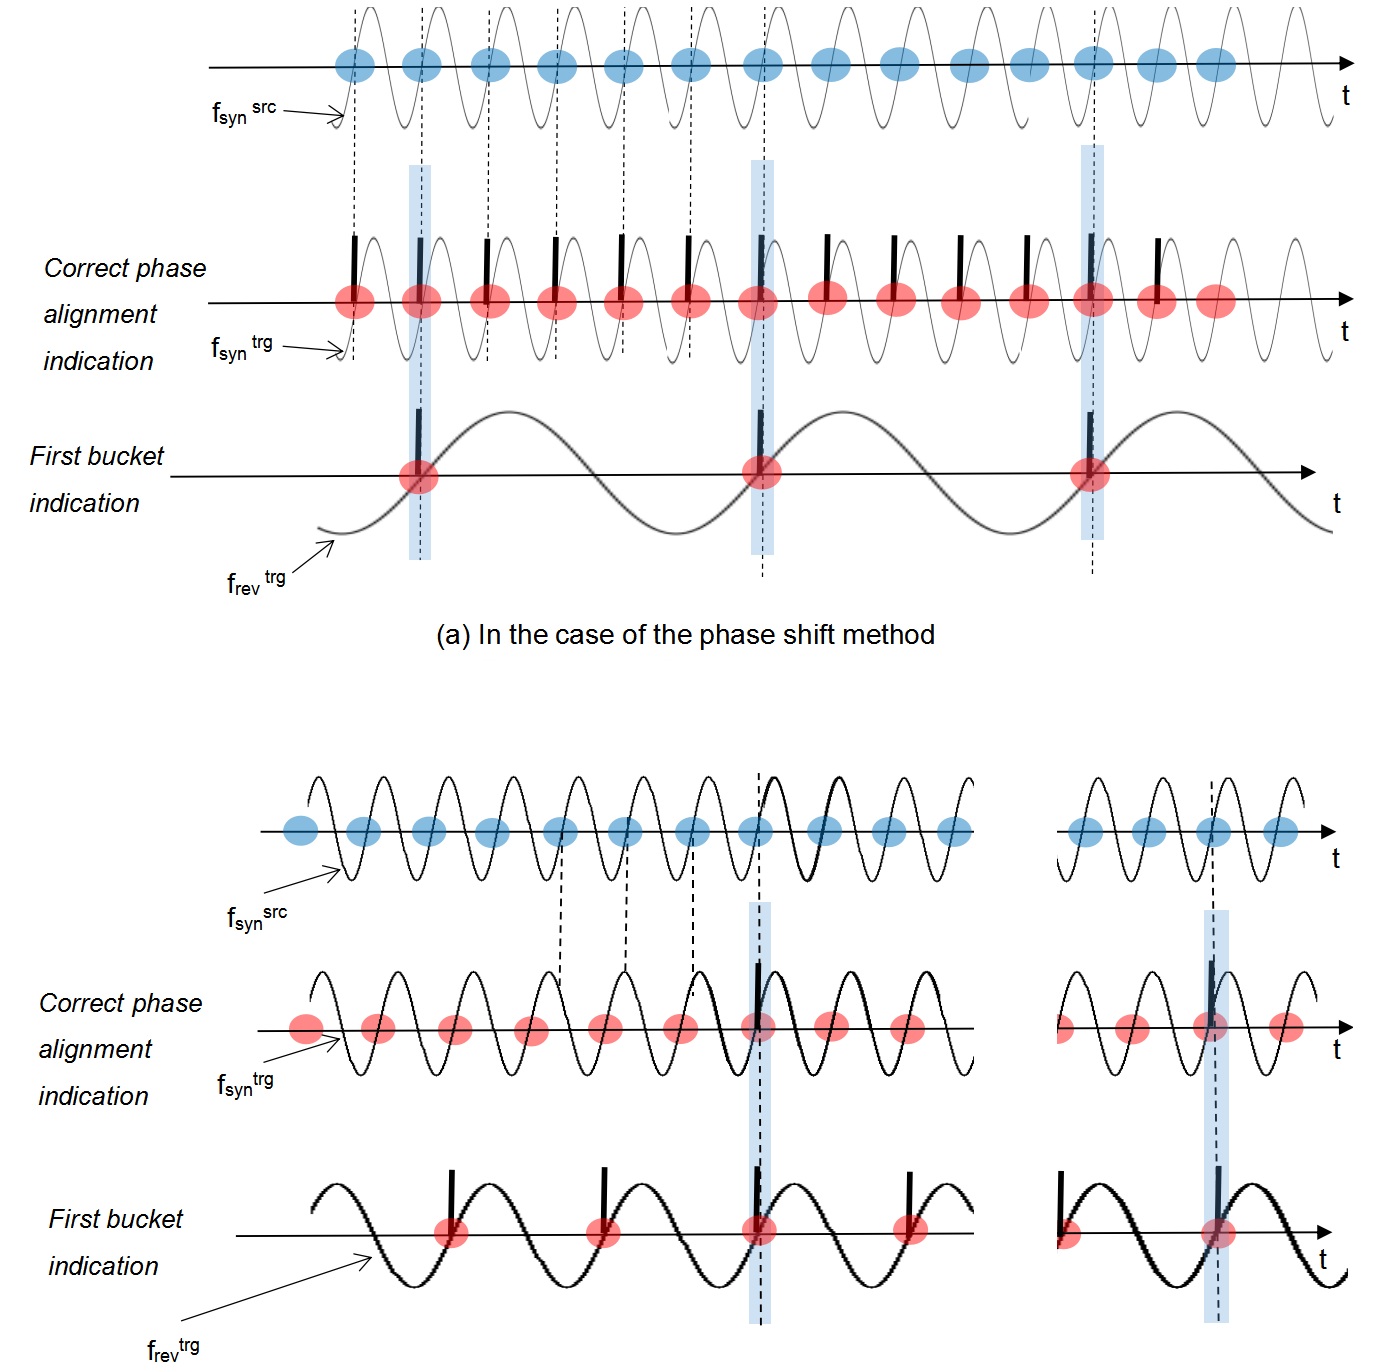 t
fsyn src
Correct phase
alignment
indication
t
fsyn trg
First bucket
indication
t
frev trg
(a) In the case of the phase shift method
t
fsyn src
Correct phase
alignment
indication
t
fsyn trg
First bucket
indication
t
frev trg